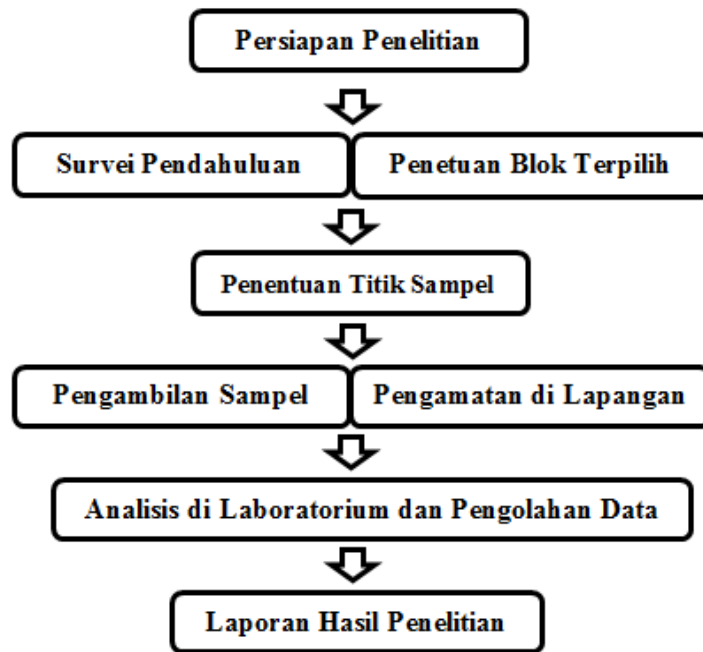 Persiapan Penelitian
Survei Pendahuluan
Penetuan Blok Terpilih
Penentuan Titik Sampel
Pengambilan Sampel
Pengamatan di Lapangan
Analisis di Laboratorium dan Pengolahan Data
Laporan Hasil Penelitian